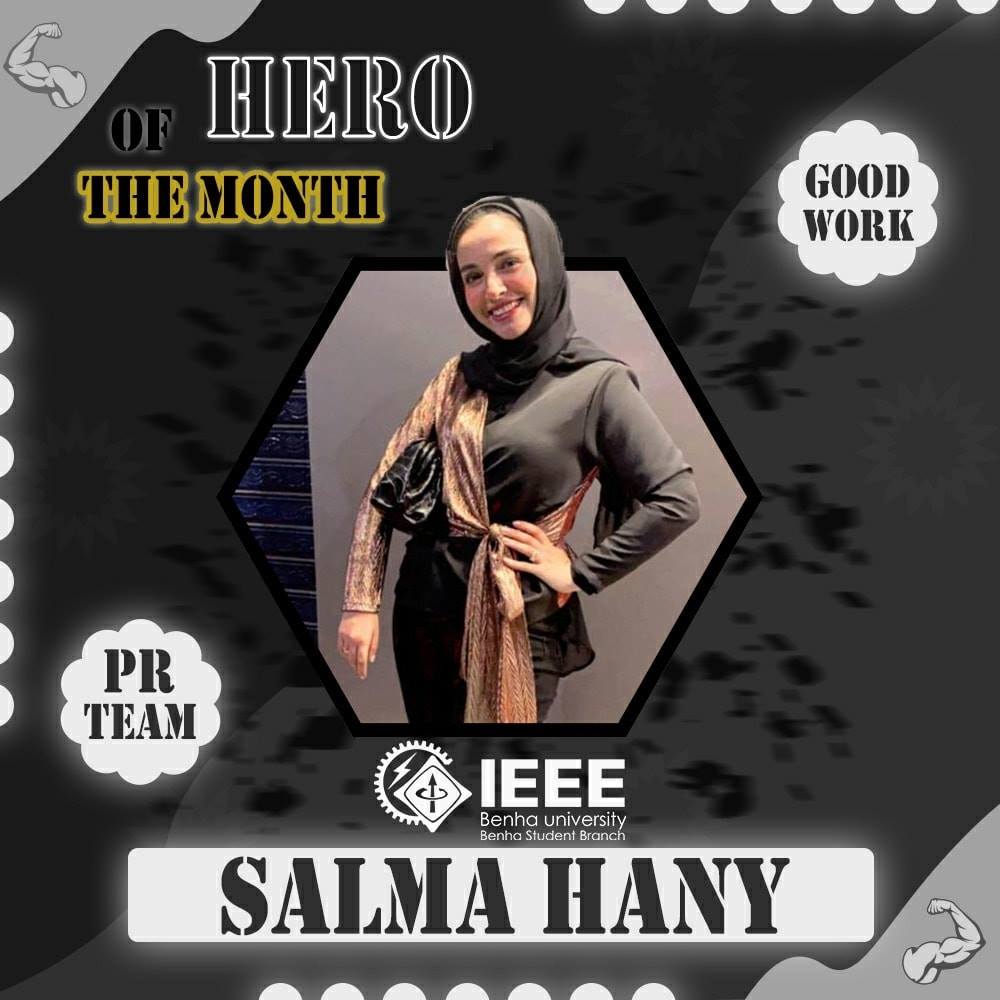 HERO
OF
THE MONTH
GOOD
WORK
PR
TEAM
IEEE
Benha university
Benha Student Branch
SALMA HANY